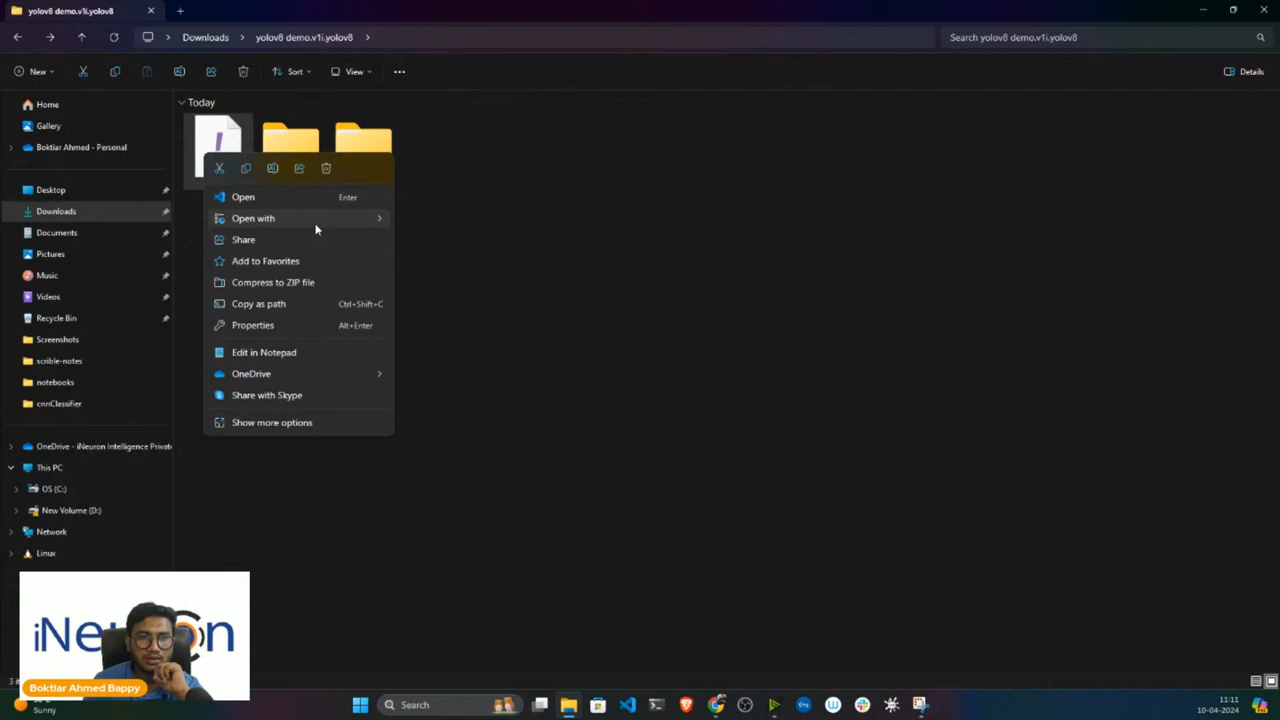 yolov8 demo.v1i.yolov8
Downloads
yolov8 demo.v1i.yolov8
Search yolov8 demo.v1i.yolov8
New
Sort
View
Details
Home
Gallery
Boktiar Ahmed - Personal
Desktop
Downloads
Documents
Pictures
Music
Videos
Recycle Bin
Screenshots
scrible-notes
notebooks
cnnClassifier
OneDrive - iNeuron Intelligence Privat
This PC
OS (C:)
New Volume (D:)
Network
Linux
Today
Open Enter
Open with
Share
Add to Favorites
Compress to ZIP file
Copy as path Ctrl+Shift+C
Properties Alt+Enter
Edit in Notepad
OneDrive
Share with Skype
Show more options
Boktiar Ahmed Bappy
Sunny
Search
11:11
10-04-2024